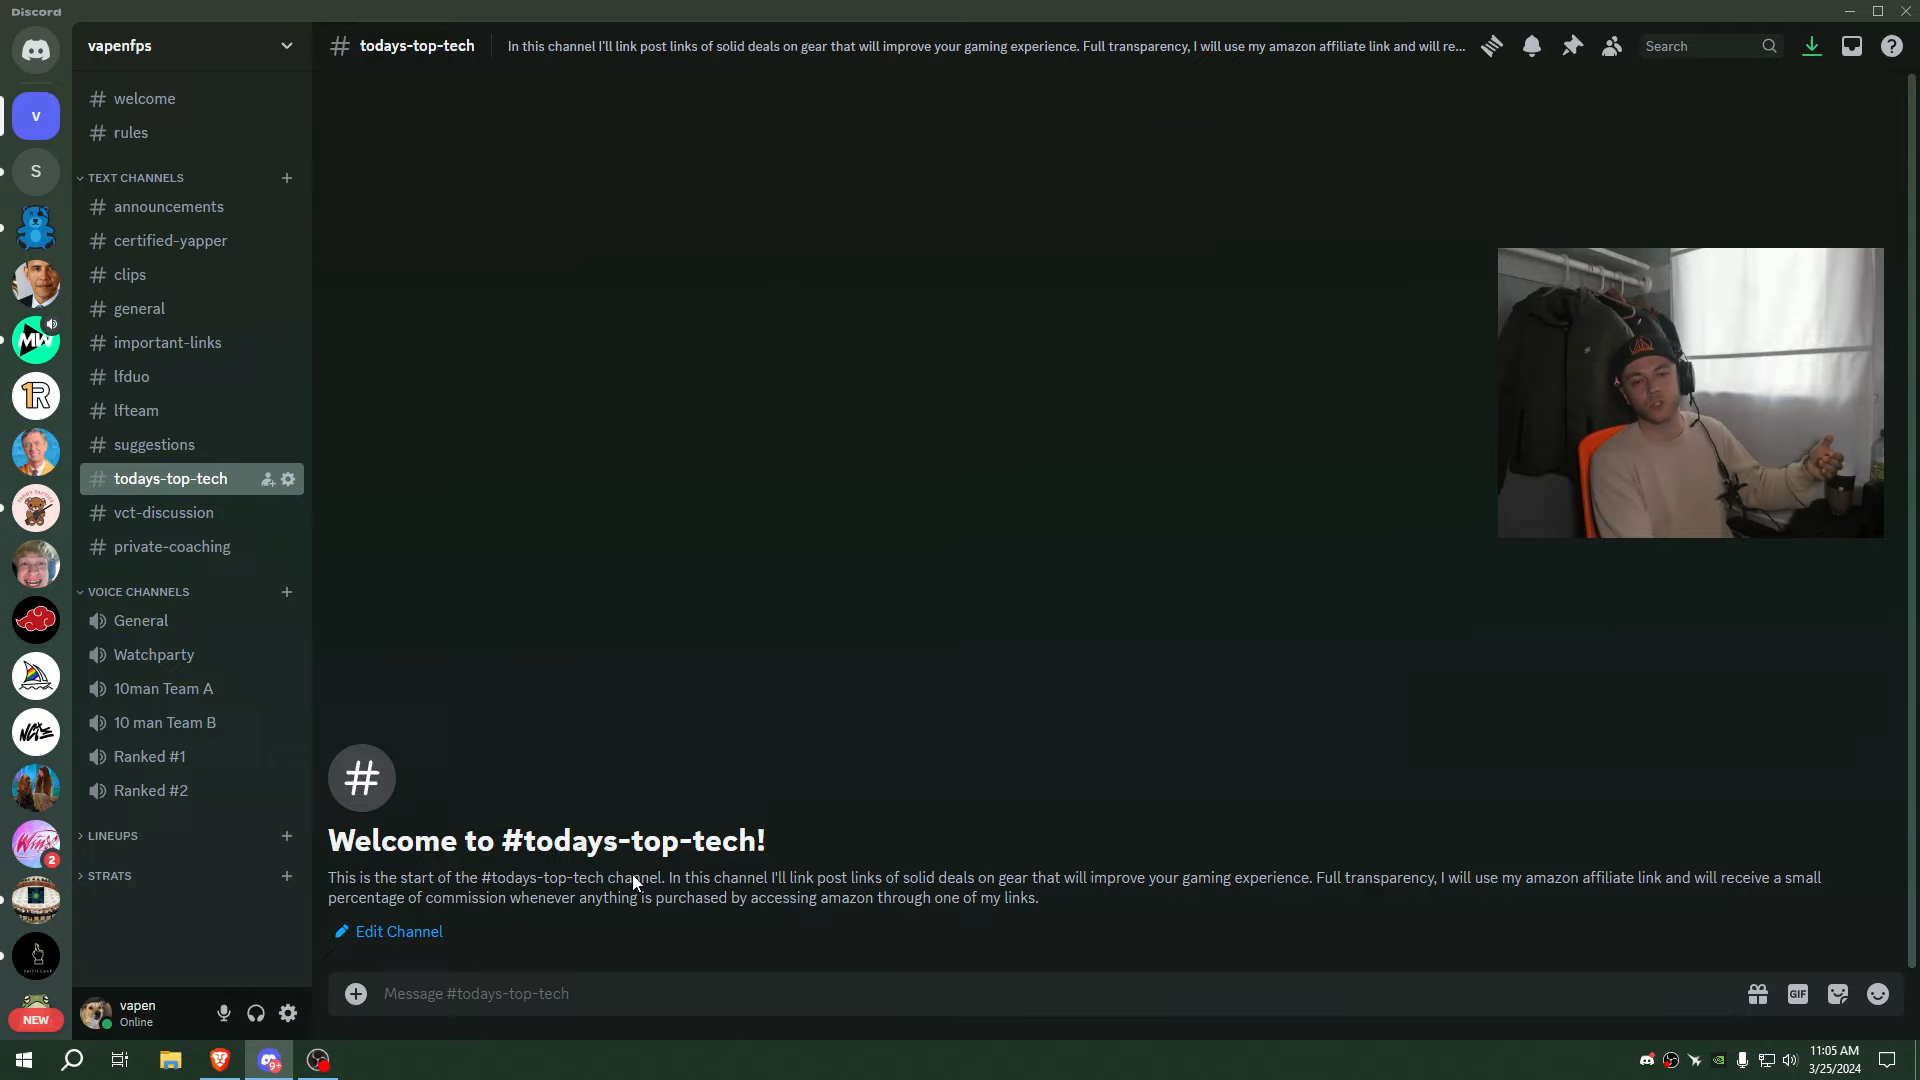 Discord
vapenfps
todays-top-tech
In this channel I'll link post links of solid deals on gear that will improve your gaming experience. Full transparency, I will use my amazon affiliate link and will re...
Search
V
S
MW
1R
2
NEW
welcome
rules
TEXT CHANNELS
announcements
certified-yapper
clips
general
important-links
lfduo
lfteam
suggestions
todays-top-tech
vct-discussion
private-coaching
VOICE CHANNELS
General
Watchparty
10man Team A
10 man Team B
Ranked #1
Ranked #2
LINEUPS
STRATS
Welcome to #todays-top-tech!
This is the start of the #todays-top-tech channel. In this channel I'll link post links of solid deals on gear that will improve your gaming experience. Full transparency, I will use my amazon affiliate link and will receive a small
percentage of commission whenever anything is purchased by accessing amazon through one of my links.
Edit Channel
Message #todays-top-tech
GIF
vapen
Online
9+
11:05 AM
3/25/2024